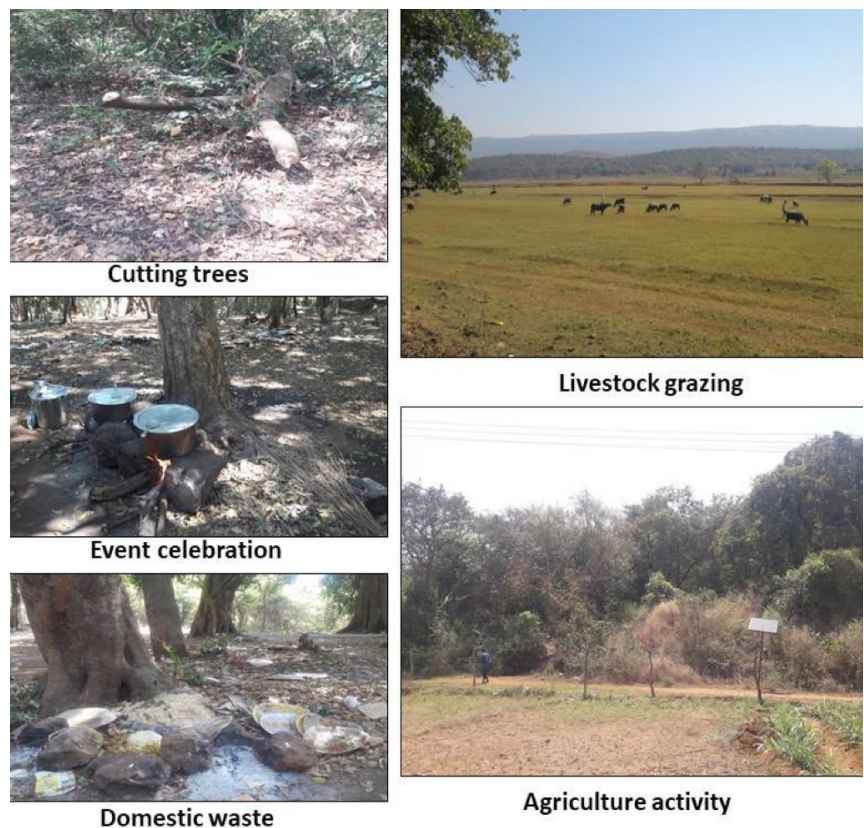 Cutting trees
Livestock grazing
Event celebration
Agriculture activity
Domestic waste